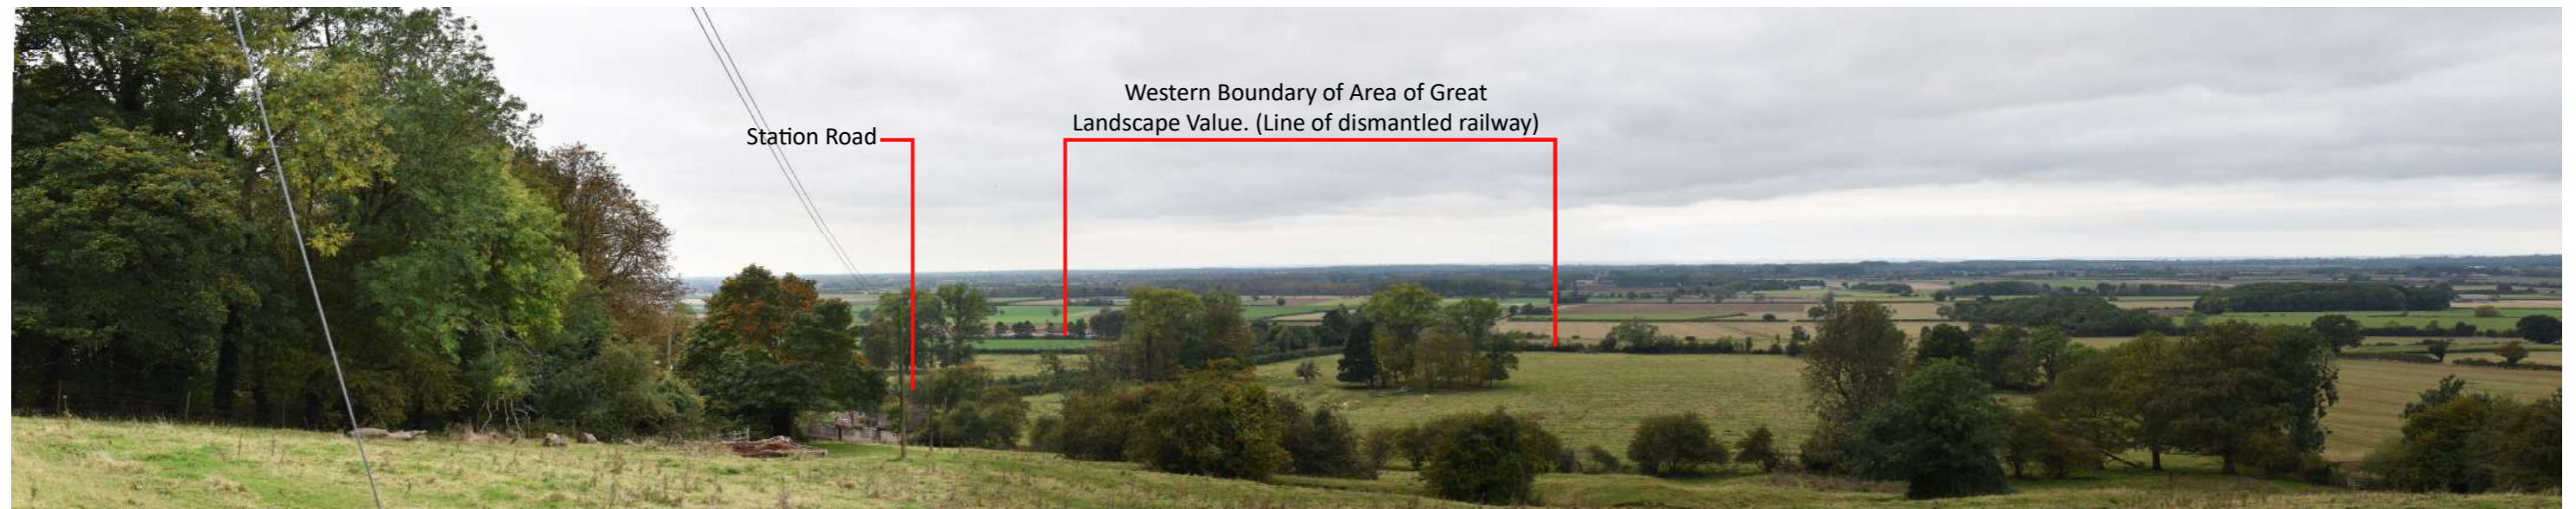 Station Road
Western Boundary of Area of Great
Landscape Value. (Line of dismantled railway)